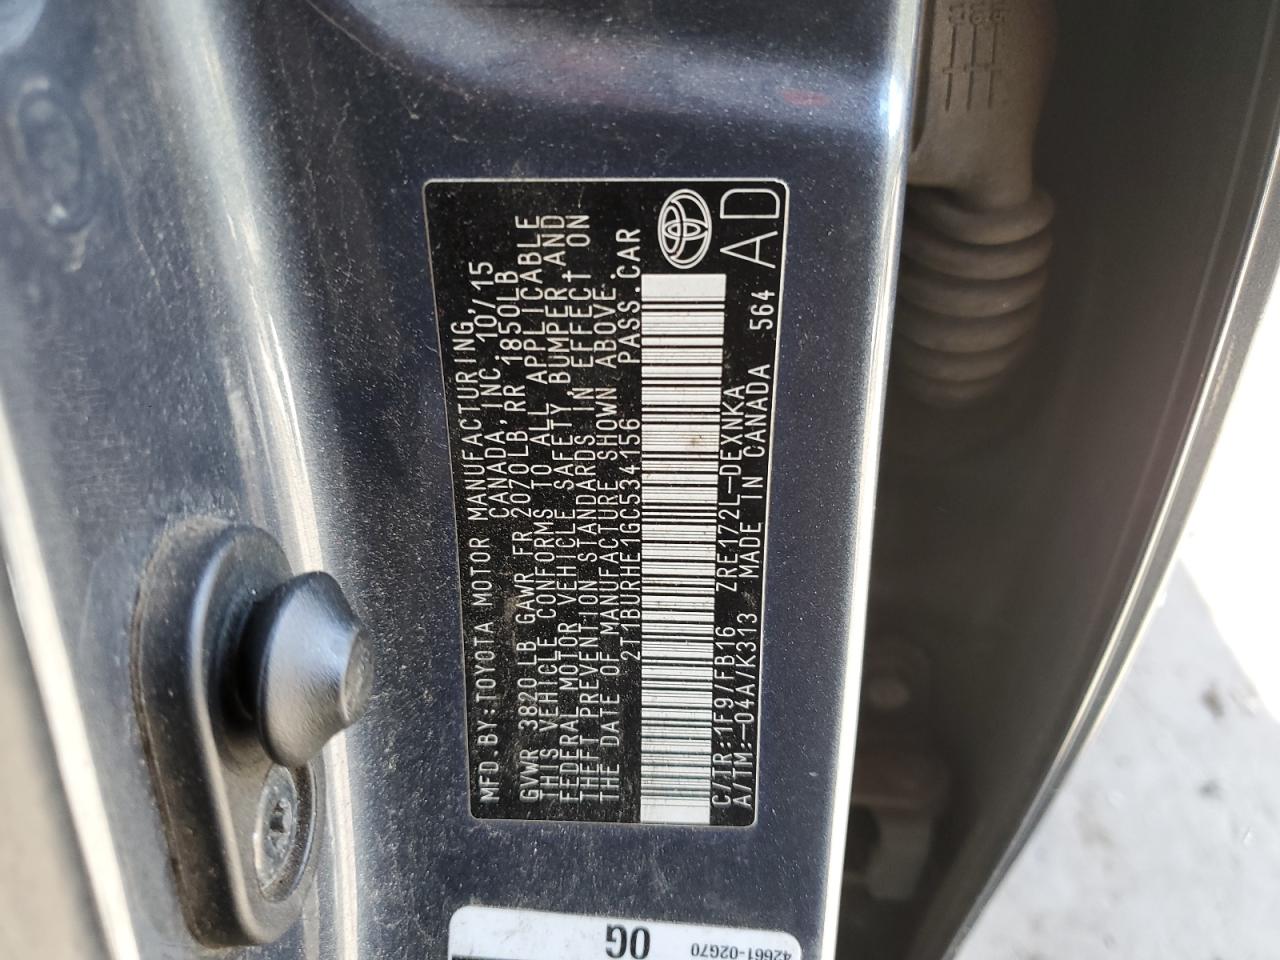 MFD.BY:TOYOTA MOTOR MANUFACTURING
CANADA,INC. 10/15
GVWR 3820LB GAWR FR 2070LB RR 1850LB
THIS VEHICLE CONFORMS TO ALL APPLICABLE
FEDERAL MOTOR VEHICLE SAFETY,BUMPER,AND
THEFT PREVENTION STANDARDS IN EFFECT ON
THE DATE OF MANUFACTURE SHOWN ABOVE.
2T1BURHE1GC534156 PASS.CAR
C/TR:1F9/FB16 ZRE172L-DEXNKA
A/TM:-04A/K313 MADE IN CANADA 564
AD
0G
42661-02G70